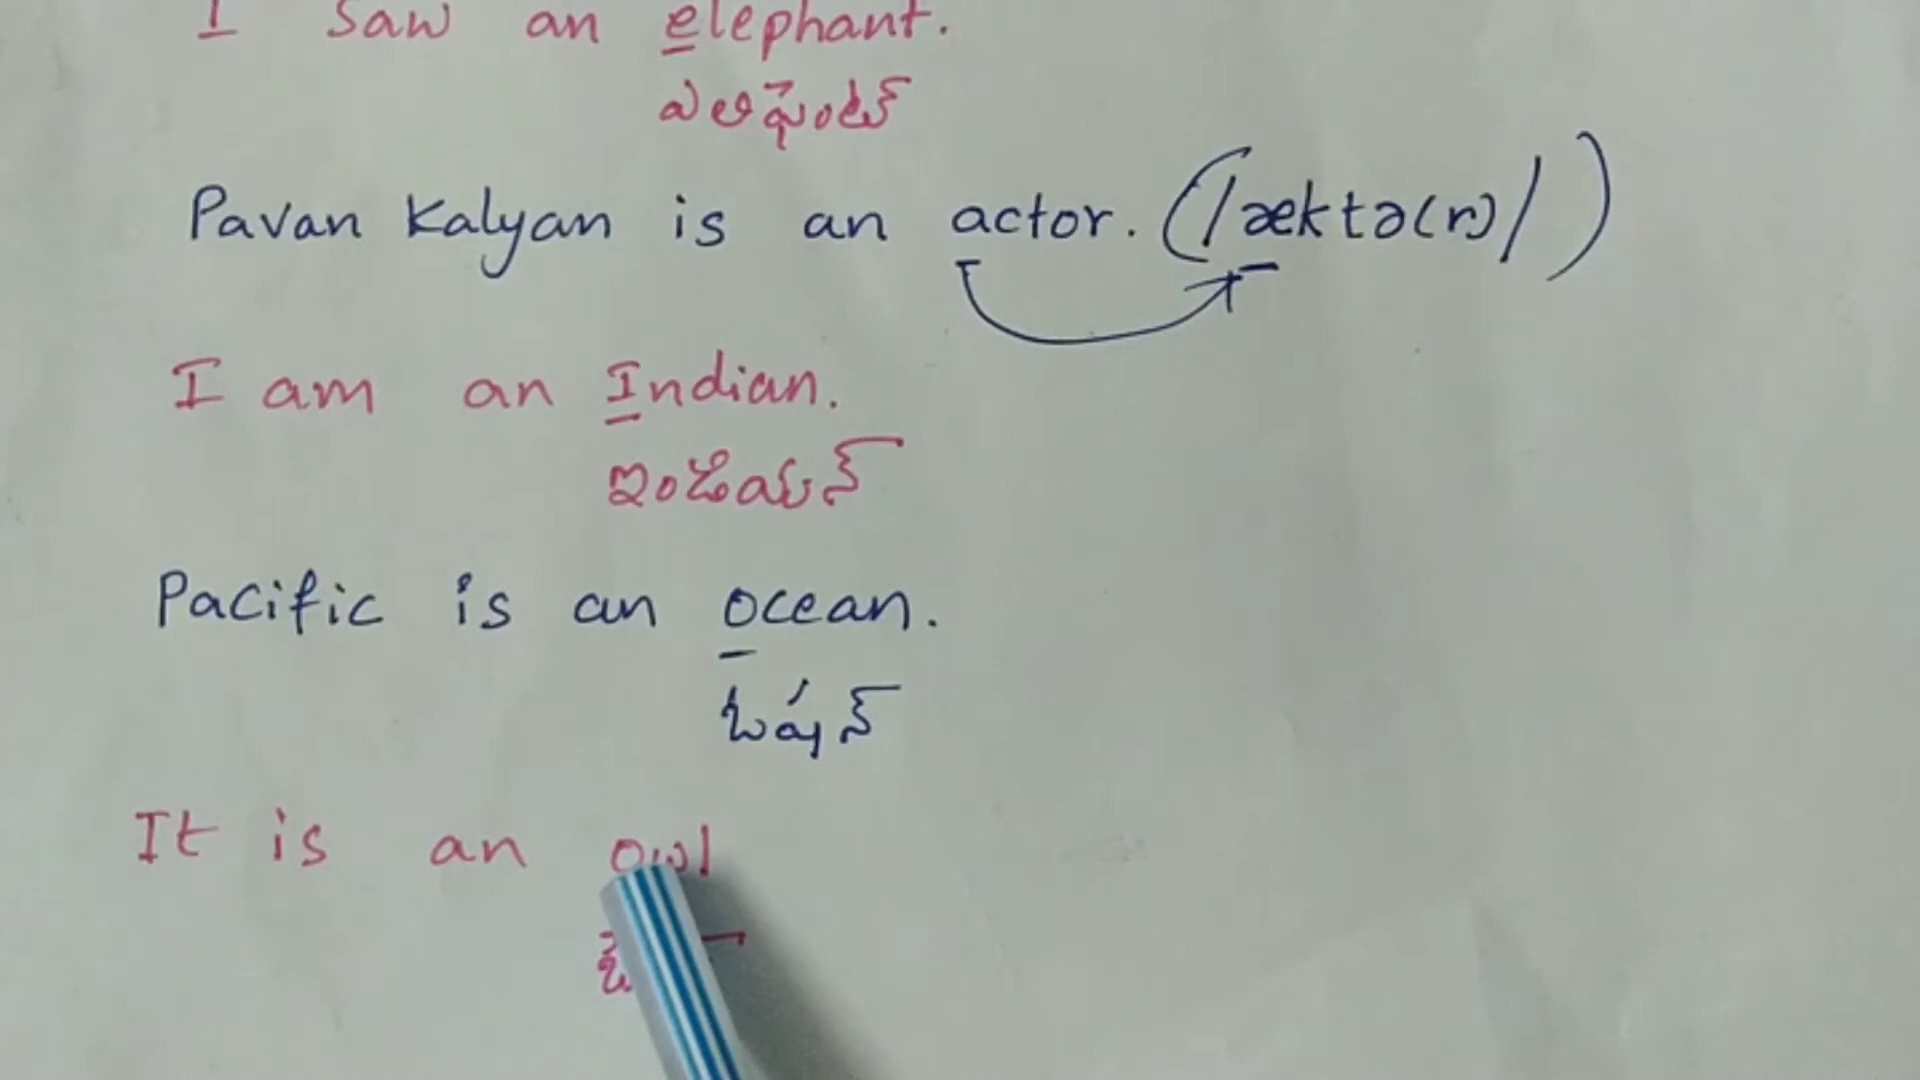 I saw an elephant.
ఎలిఫెంట్
Pavan Kalyan is an actor. (/æktə(r)/)
I am an Indian.
ఇండియన్
Pacific is an ocean.
ఓషన్
It is an owl